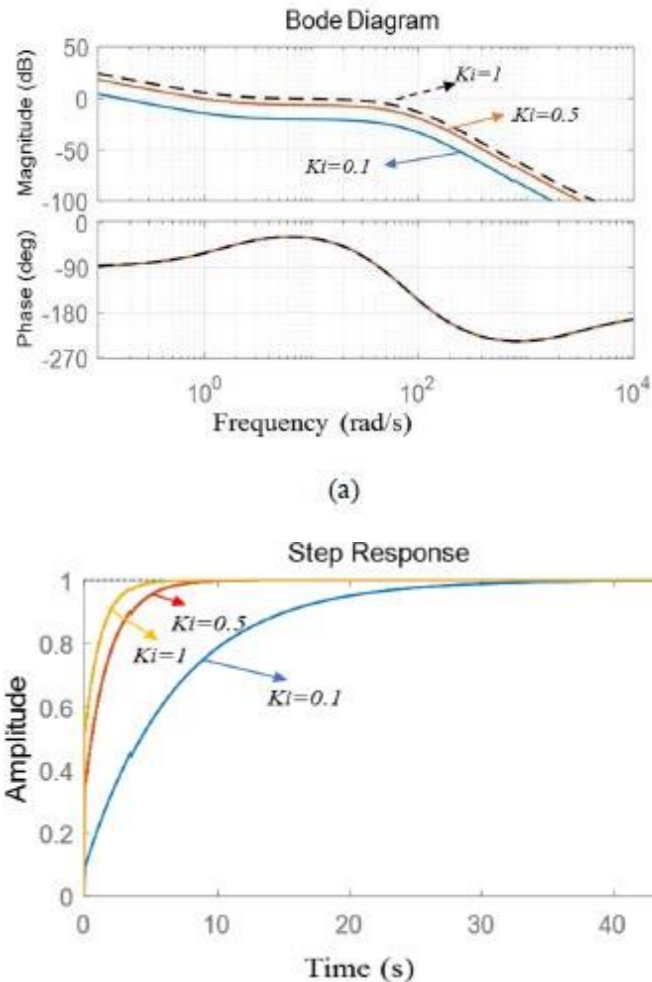 Bode Diagram
50
0
-50
-100
Magnitude (dB)
Ki=1
Ki=0.5
Ki=0.1
0
-90
-180
-270
Phase (deg)
10^0
10^2
10^4
Frequency (rad/s)
(a)
Step Response
1
0.8
0.6
0.4
0.2
0
Amplitude
Ki=0.5
Ki=1
Ki=0.1
0
10
20
30
40
Time (s)